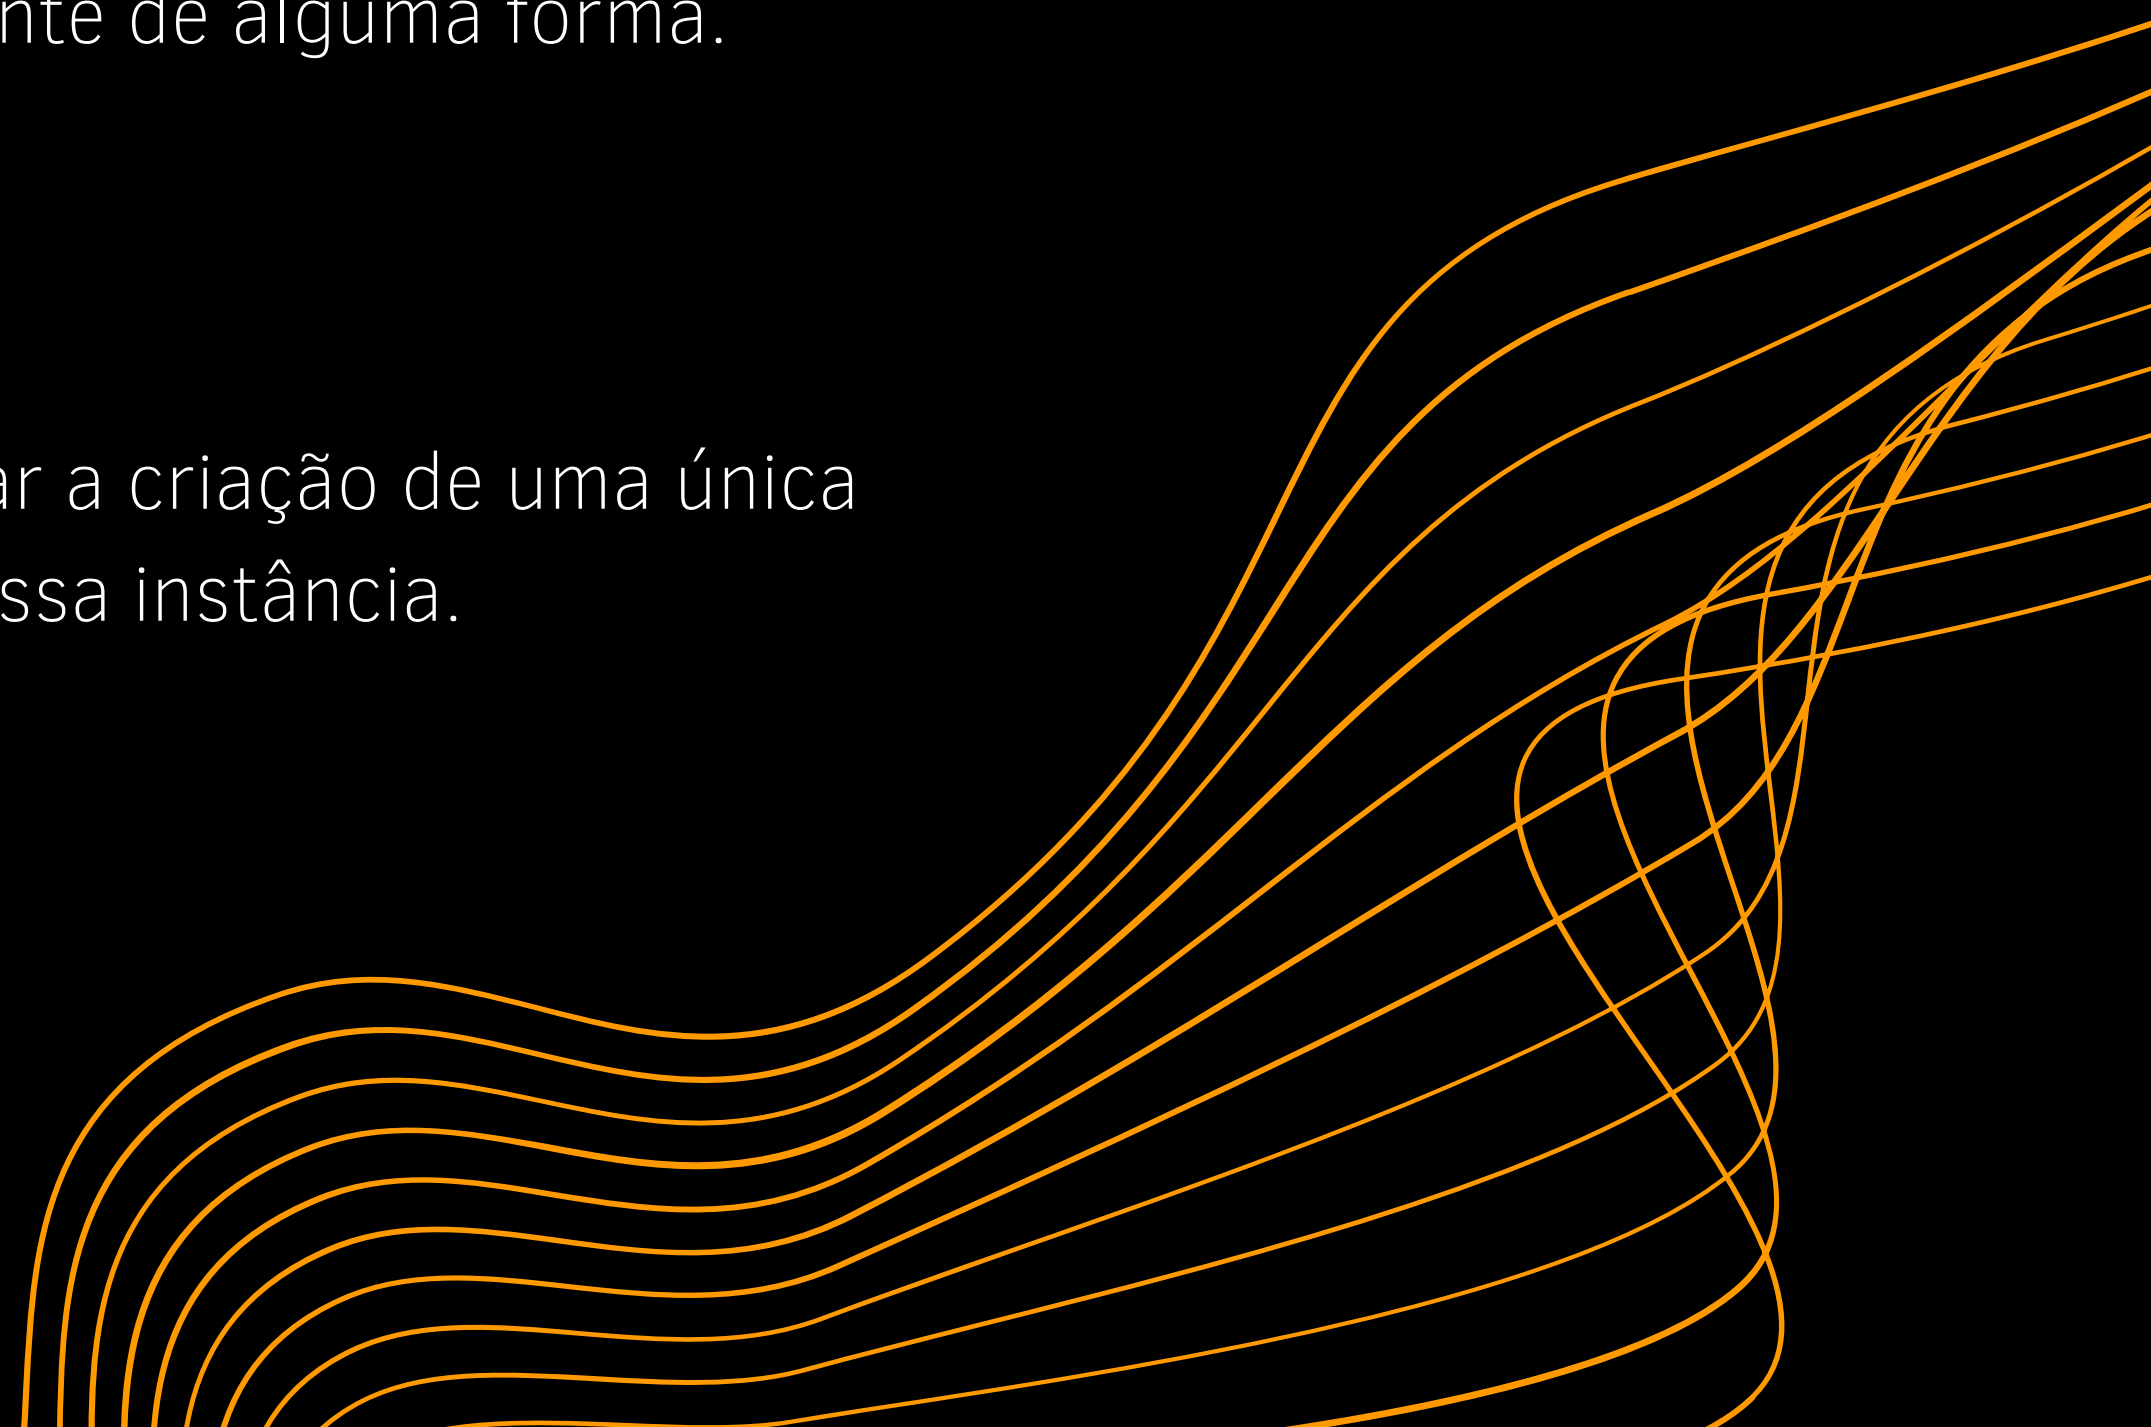 nte de alguma forma.
ar a criação de uma única
ssa instância.